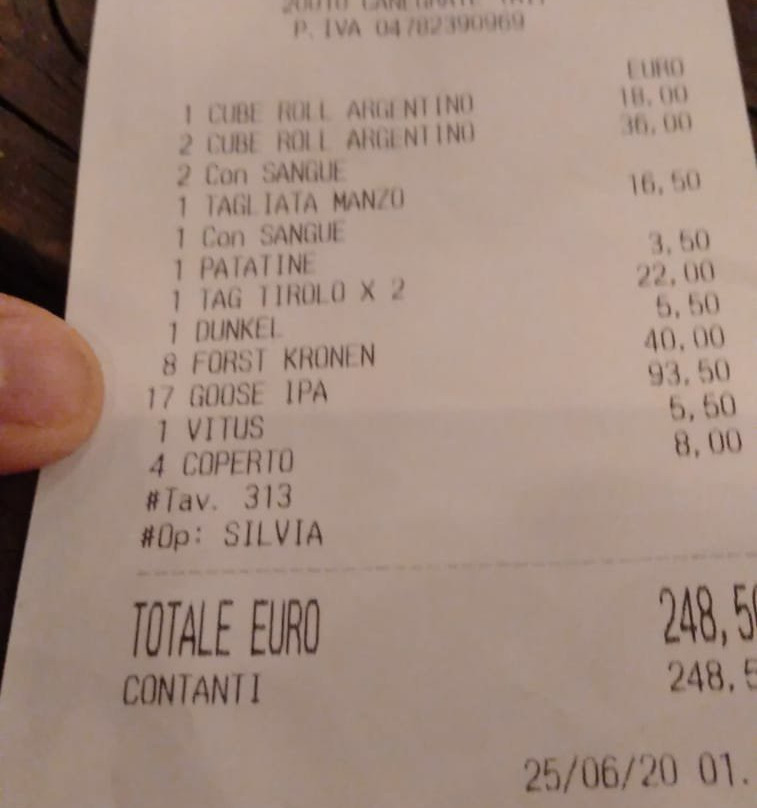 P. IVA 04782390969
EURO
1 CUBE ROLL ARGENTINO 18,00
2 CUBE ROLL ARGENTINO 36,00
2 Con SANGUE
1 TAGLIATA MANZO 16,50
1 Con SANGUE
1 PATATINE 3,50
1 TAG TIROLO X 2 22,00
1 DUNKEL 5,50
8 FORST KRONEN 40,00
17 GOOSE IPA 93,50
1 VITUS 5,50
4 COPERTO 8,00
#Tav. 313
#Op: SILVIA
TOTALE EURO 248,5
CONTANTI 248,5
25/06/20 01.